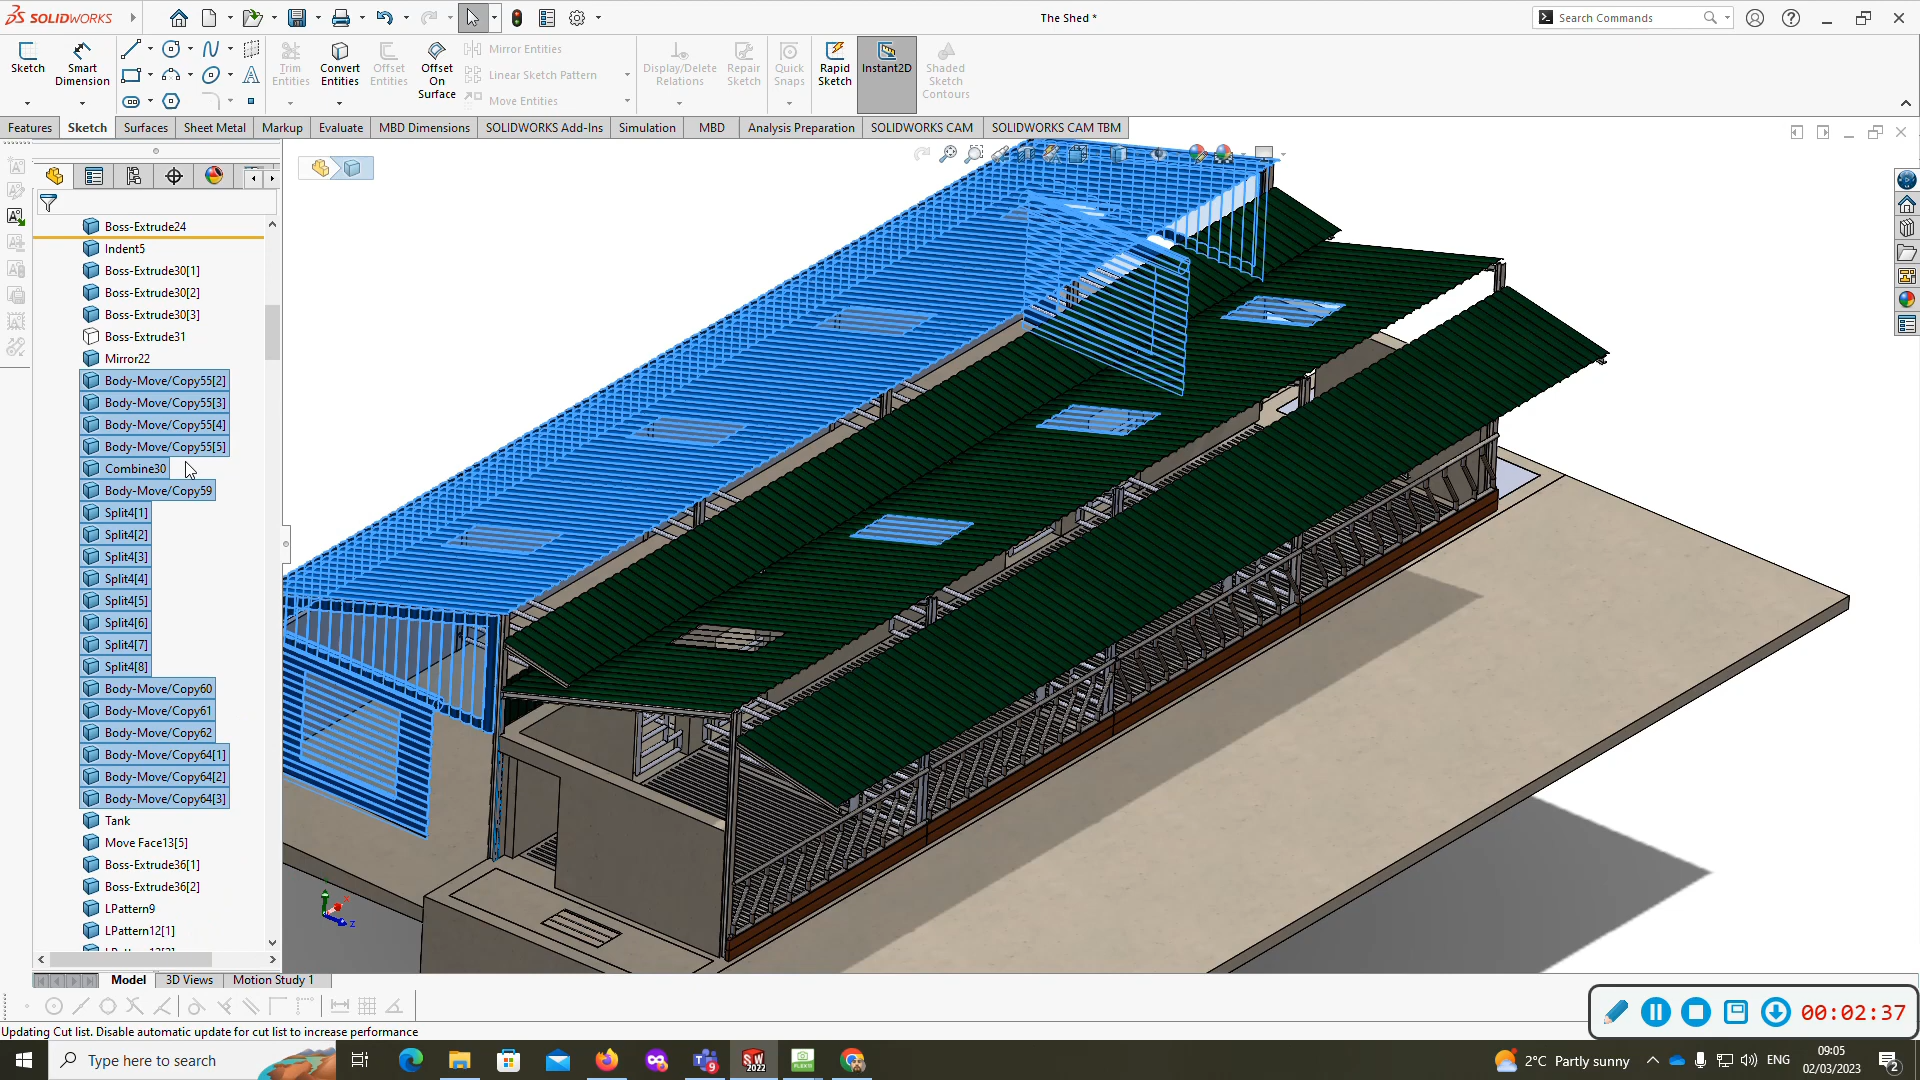 SOLIDWORKS
The Shed *
Search Commands
Sketch
Smart Dimension
Trim Entities
Convert Entities
Offset Entities
Offset On Surface
Mirror Entities
Linear Sketch Pattern
Move Entities
Display/Delete Relations
Repair Sketch
Quick Snaps
Rapid Sketch
Instant2D
Shaded Sketch Contours
Features
Sketch
Surfaces
Sheet Metal
Markup
Evaluate
MBD Dimensions
SOLIDWORKS Add-Ins
Simulation
MBD
Analysis Preparation
SOLIDWORKS CAM
SOLIDWORKS CAM TBM
Boss-Extrude24
Indent5
Boss-Extrude30[1]
Boss-Extrude30[2]
Boss-Extrude30[3]
Boss-Extrude31
Mirror22
Body-Move/Copy55[2]
Body-Move/Copy55[3]
Body-Move/Copy55[4]
Body-Move/Copy55[5]
Combine30
Body-Move/Copy59
Split4[1]
Split4[2]
Split4[3]
Split4[4]
Split4[5]
Split4[6]
Split4[7]
Split4[8]
Body-Move/Copy60
Body-Move/Copy61
Body-Move/Copy62
Body-Move/Copy64[1]
Body-Move/Copy64[2]
Body-Move/Copy64[3]
Tank
Move Face13[5]
Boss-Extrude36[1]
Boss-Extrude36[2]
LPattern9
LPattern12[1]
Z
Model
3D Views
Motion Study 1
00:02:37
Updating Cut list. Disable automatic update for cut list to increase performance
Type here to search
9
SW
2022
2°C Partly sunny
ENG
09:05
02/03/2023
2